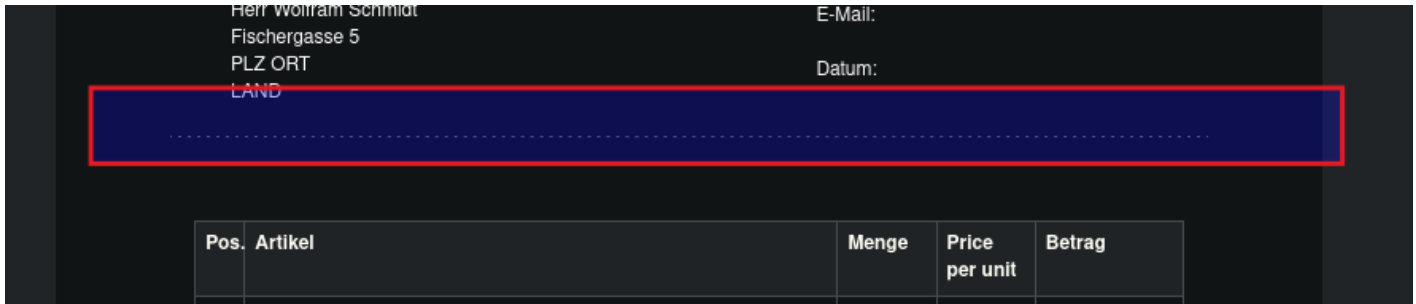 Herr Wolfram Schmidt
Fischergasse 5
PLZ ORT
LAND
E-Mail:
Datum:
Pos. Artikel Menge Price per unit Betrag